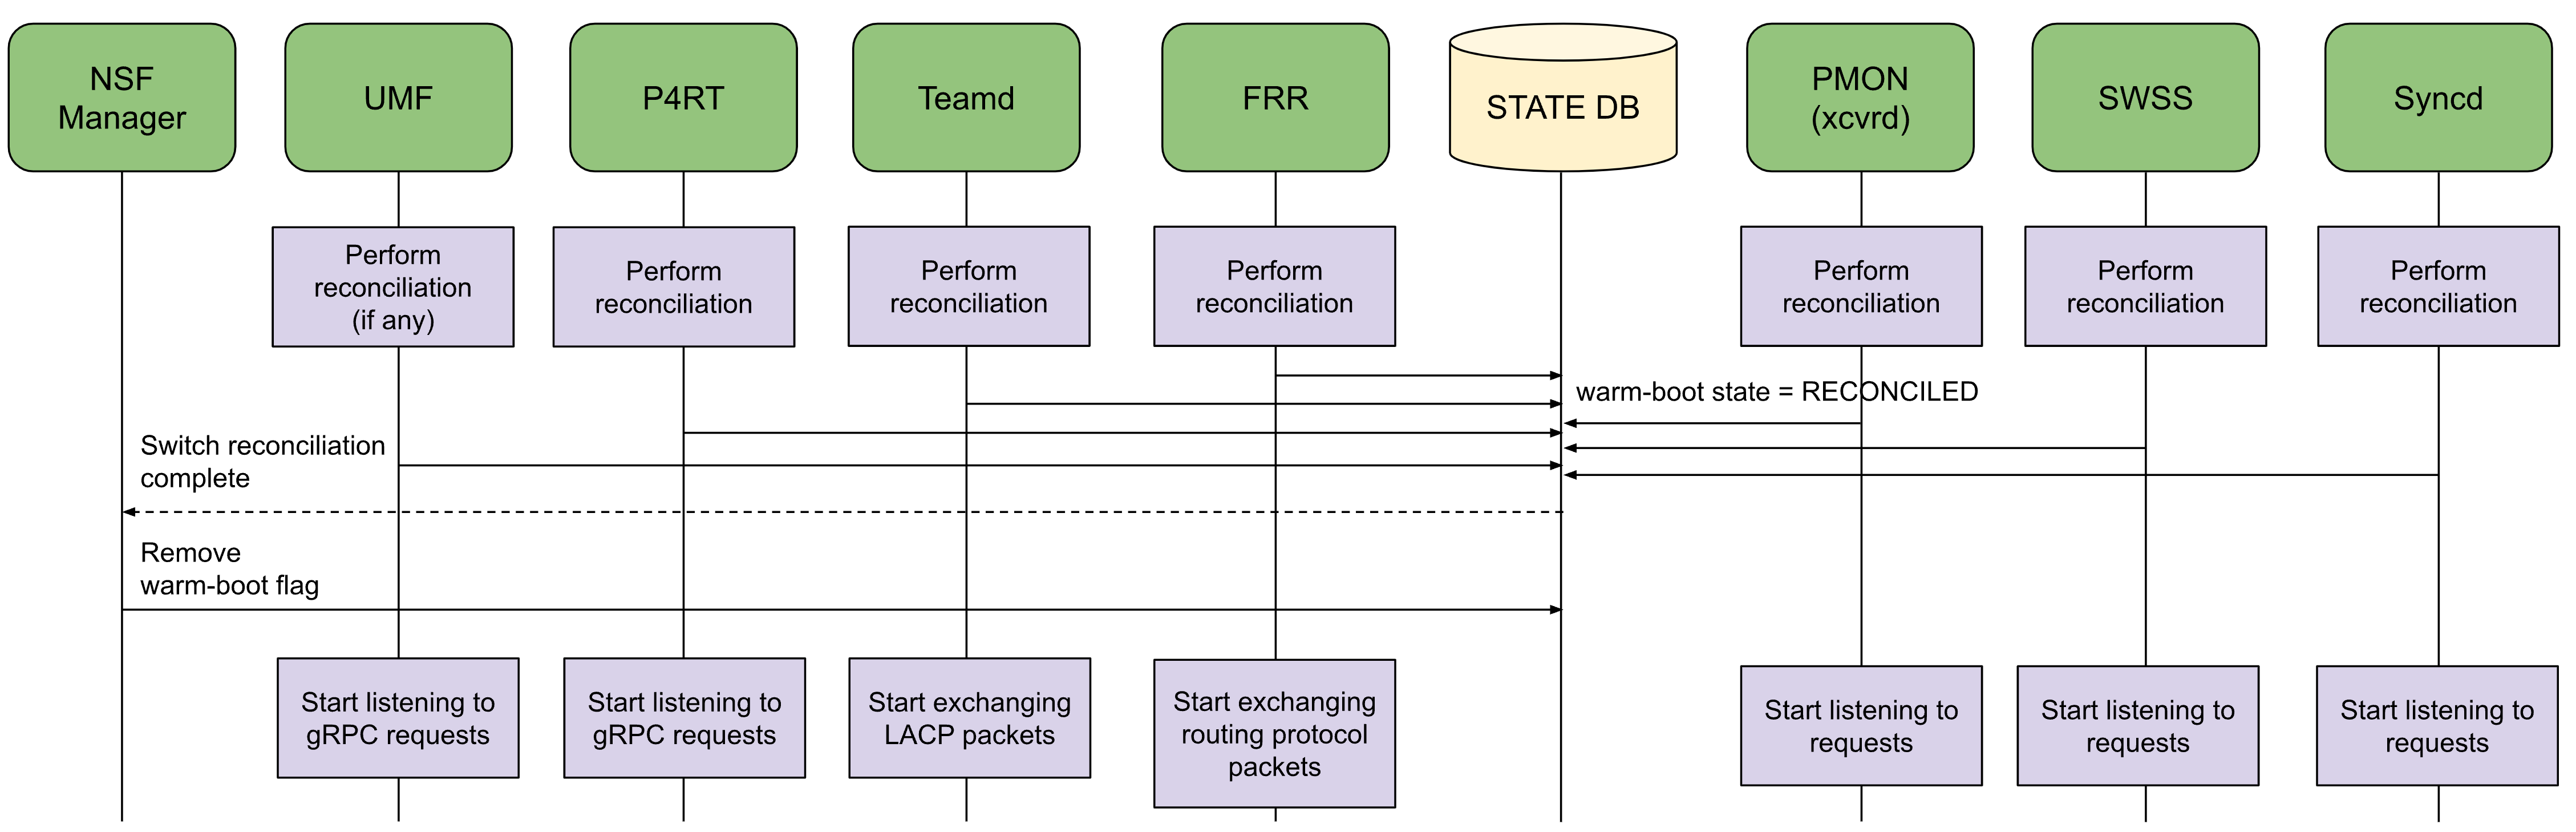 NSF
Manager
UMF
P4RT
Teamd
FRR
STATE DB
PMON
(xcvrd)
SWSS
Syncd
Perform
reconciliation
(if any)
Perform
reconciliation
Perform
reconciliation
Perform
reconciliation
Perform
reconciliation
Perform
reconciliation
Perform
reconciliation
warm-boot state = RECONCILED
Switch reconciliation
complete
Remove
warm-boot flag
Start listening to
gRPC requests
Start listening to
gRPC requests
Start exchanging
LACP packets
Start exchanging
routing protocol
packets
Start listening to
requests
Start listening to
requests
Start listening to
requests